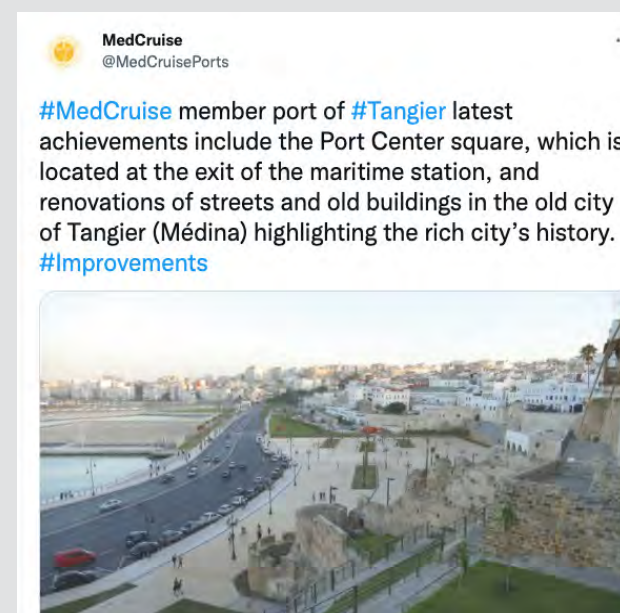 MedCruise
@MedCruisePorts
#MedCruise member port of #Tangier latest
achievements include the Port Center square, which is
located at the exit of the maritime station, and
renovations of streets and old buildings in the old city
of Tangier (Médina) highlighting the rich city’s history.
#Improvements